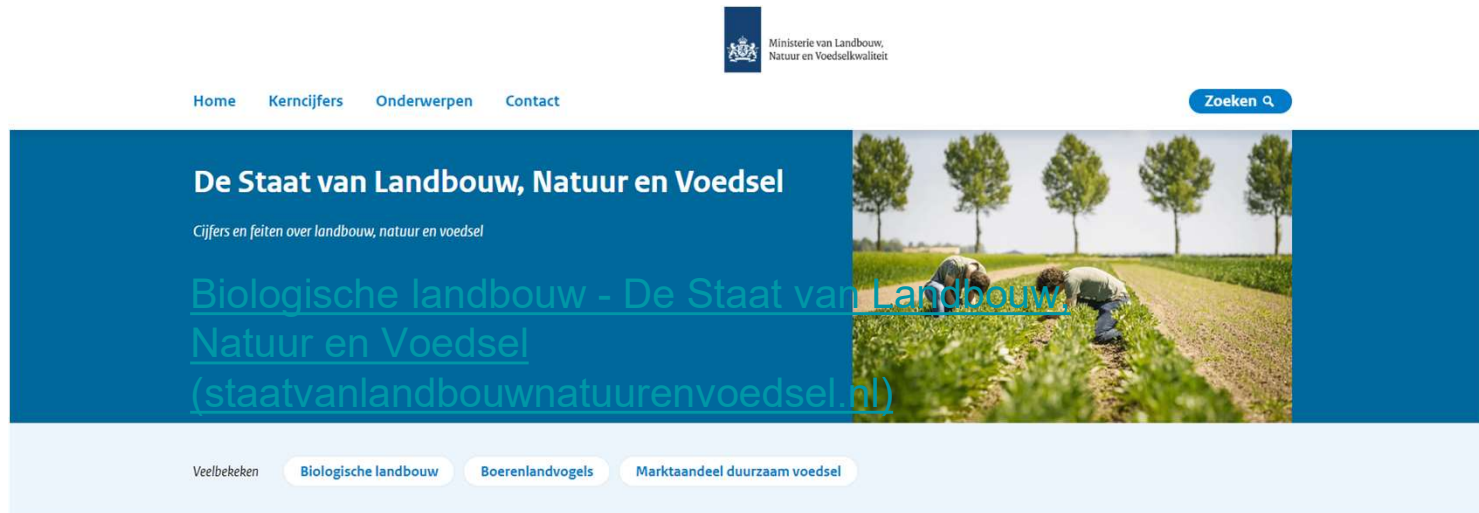 Ministerie van Landbouw,
Natuur en Voedselkwaliteit
Home Kerncijfers Onderwerpen Contact Zoeken
De Staat van Landbouw, Natuur en Voedsel
Cijfers en feiten over landbouw, natuur en voedsel
Biologische landbouw - De Staat van Landbouw,
Natuur en Voedsel
(staatvanlandbouwnatuurenvoedsel.nl)
Veelbekeken Biologische landbouw Boerenlandvogels Marktaandeel duurzaam voedsel